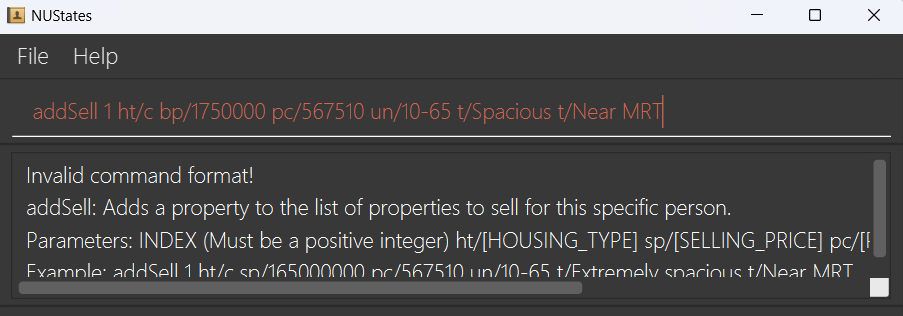 NUStates
File Help
addSell 1 ht/c bp/1750000 pc/567510 un/10-65 t/Spacious t/Near MRT
Invalid command format!
addSell: Adds a property to the list of properties to sell for this specific person.
Parameters: INDEX (Must be a positive integer) ht/[HOUSING_TYPE] sp/[SELLING_PRICE] pc/[
Example: addSell 1 ht/c sp/165000000 pc/567510 un/10-65 t/Extremely spacious t/Near MRT